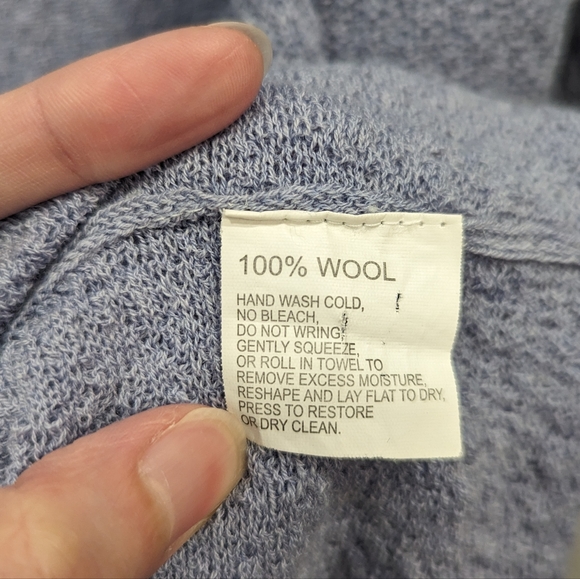 100% WOOL
HAND WASH COLD,
NO BLEACH,
DO NOT WRING,
GENTLY SQUEEZE,
OR ROLL IN TOWEL TO
REMOVE EXCESS MOISTURE,
RESHAPE AND LAY FLAT TO DRY,
PRESS TO RESTORE
OR DRY CLEAN.